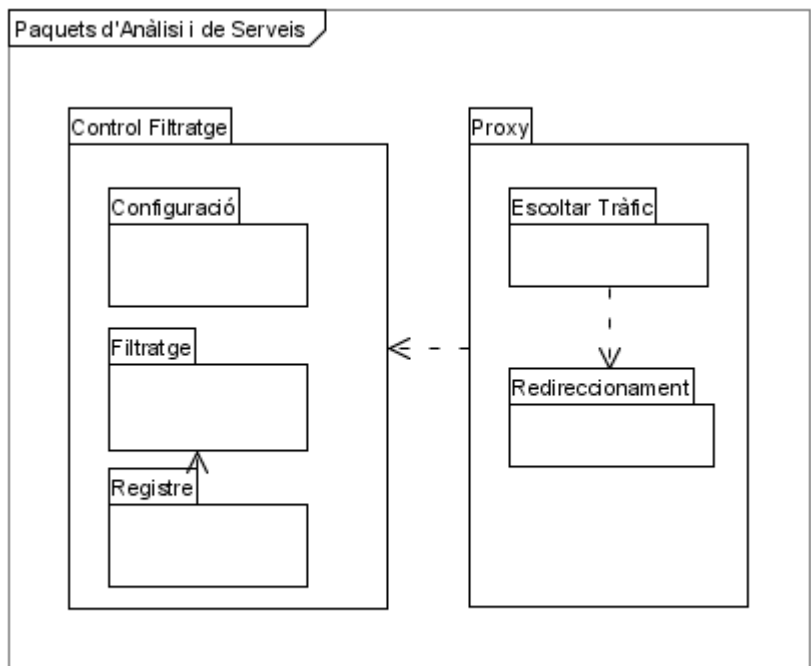 Paquets d'Anàlisi i de Serveis
Control Filtratge
Configuració
Filtratge
Registre
Proxy
Escoltar Tràfic
Redireccionament